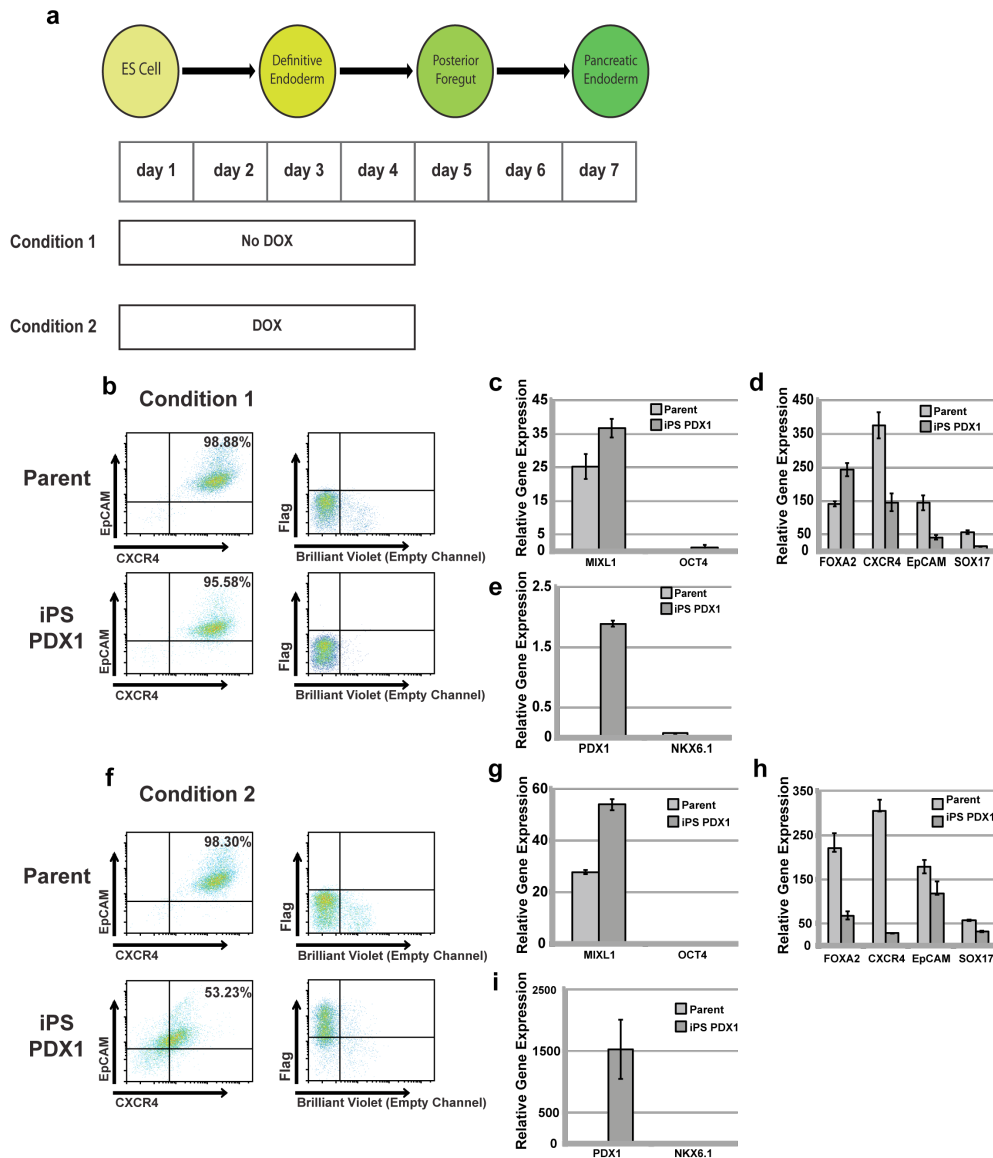 a
ES Cell
Definitive
Endoderm
Posterior
Foregut
Pancreatic
Endoderm
day 1 day 2 day 3 day 4 day 5 day 6 day 7
Condition 1
No DOX
Condition 2
DOX
b
Condition 1
Parent
98.88%
EpCAM
CXCR4
Flag
Brilliant Violet (Empty Channel)
iPS
PDX1
95.58%
EpCAM
CXCR4
Flag
Brilliant Violet (Empty Channel)
c
Relative Gene Expression
45
35
25
15
5
0
Parent
iPS PDX1
MIXL1 OCT4
d
Relative Gene Expression
450
350
250
150
50
0
Parent
iPS PDX1
FOXA2 CXCR4 EpCAM SOX17
e
Relative Gene Expression
2.5
1.5
0.5
0
Parent
iPS PDX1
PDX1 NKX6.1
f
Condition 2
Parent
98.30%
EpCAM
CXCR4
Flag
Brilliant Violet (Empty Channel)
iPS
PDX1
53.23%
EpCAM
CXCR4
Flag
Brilliant Violet (Empty Channel)
g
Relative Gene Expression
60
40
20
0
Parent
iPS PDX1
MIXL1 OCT4
h
Relative Gene Expression
350
250
150
50
0
Parent
iPS PDX1
FOXA2 CXCR4 EpCAM SOX17
i
Relative Gene Expression
2500
1500
500
0
Parent
iPS PDX1
PDX1 NKX6.1